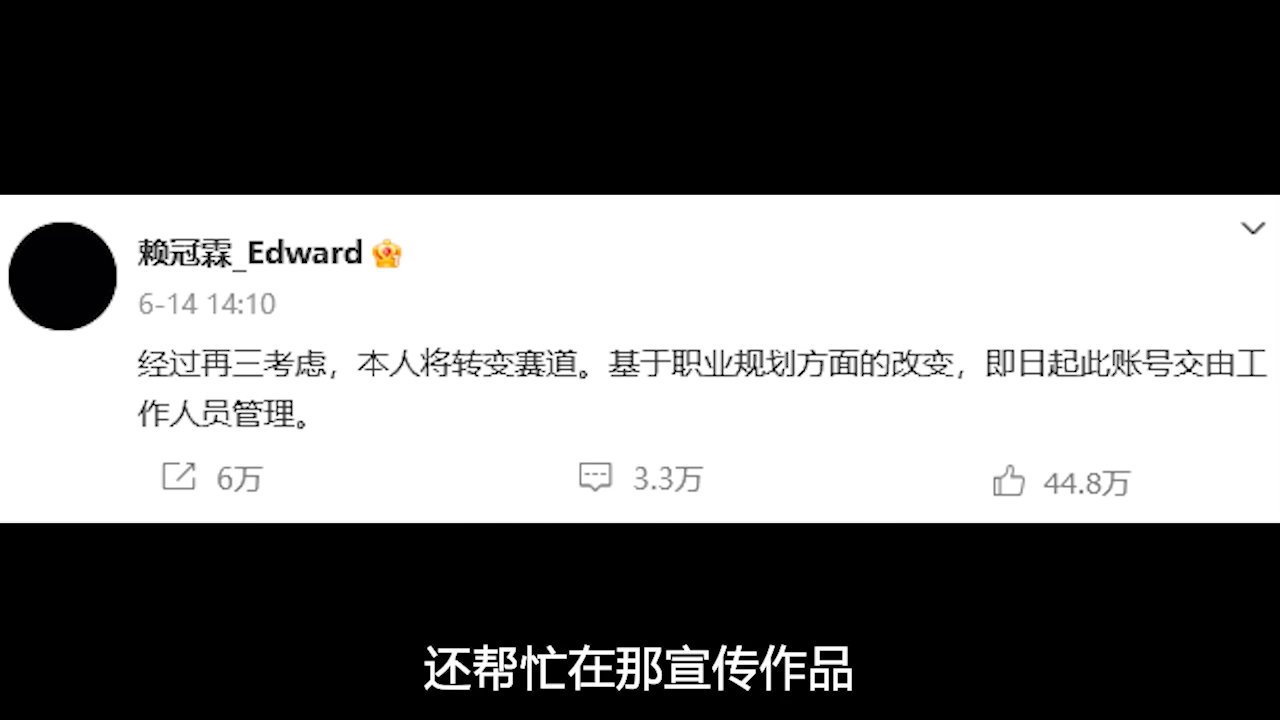 赖冠霖_Edward
6-14 14:10
经过再三考虑，本人将转变赛道。基于职业规划方面的改变，即日起此账号交由工
作人员管理。
6万 3.3万 44.8万
还帮忙在那宣传作品